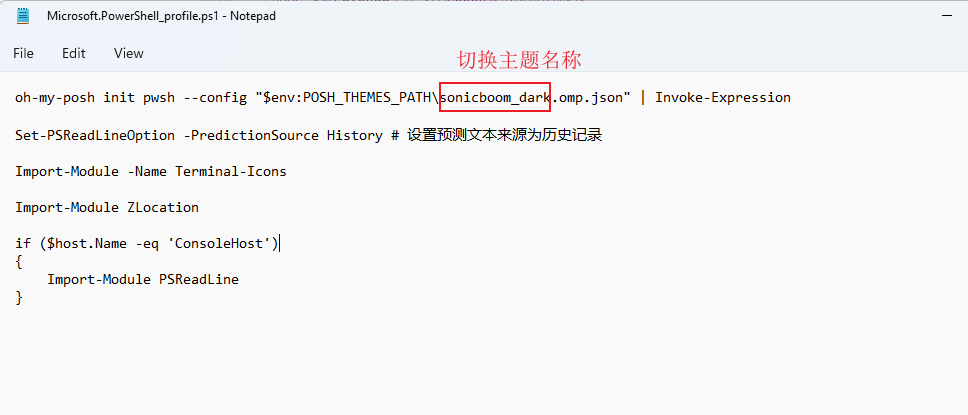 Microsoft.PowerShell_profile.ps1 - Notepad
File Edit View
切换主题名称
oh-my-posh init pwsh --config "$env:POSH_THEMES_PATH\sonicboom_dark.omp.json" | Invoke-Expression
Set-PSReadLineOption -PredictionSource History # 设置预测文本来源为历史记录
Import-Module -Name Terminal-Icons
Import-Module ZLocation
if ($host.Name -eq 'ConsoleHost')
{
    Import-Module PSReadLine
}